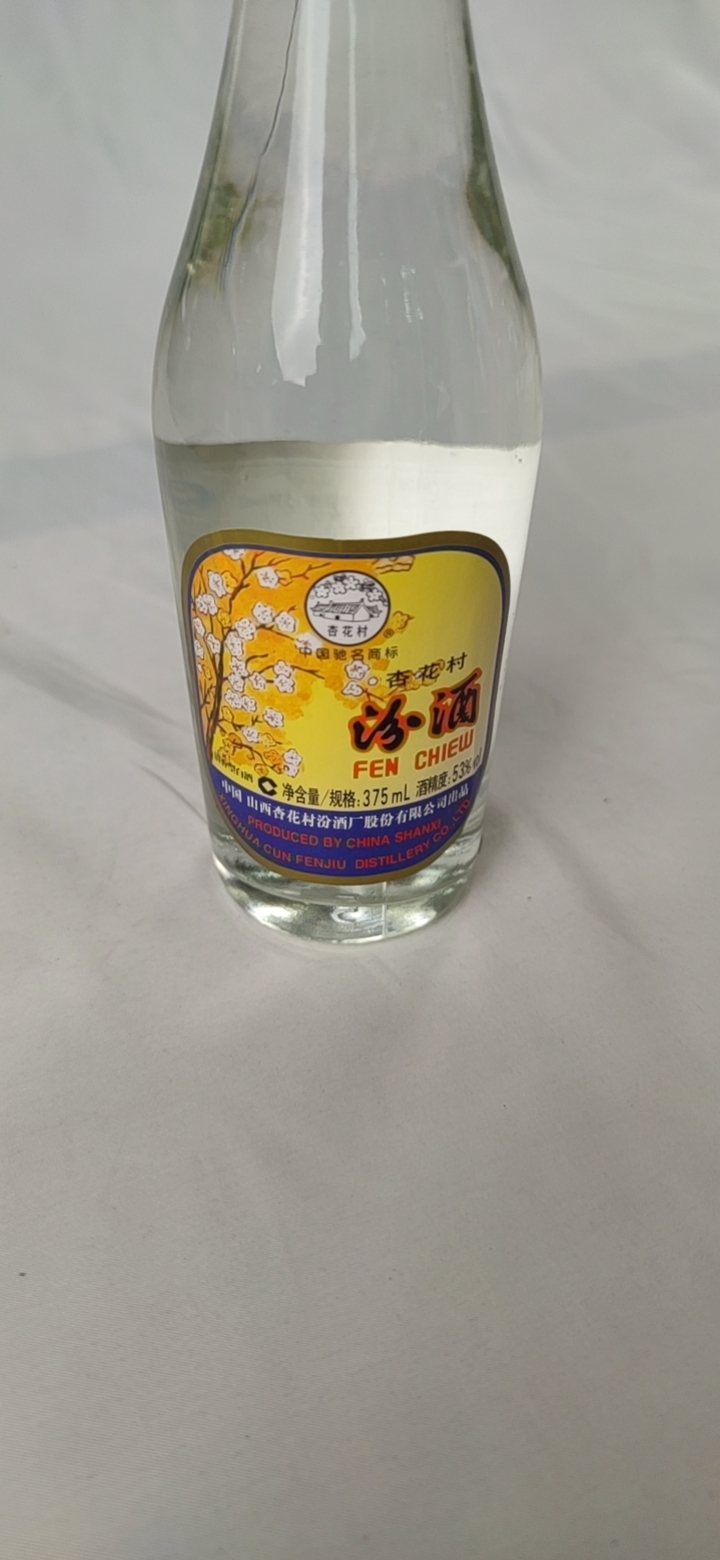 杏花村
®
中国驰名商标
杏花村
汾酒
FEN CHIEW
净含量/规格:375mL 酒精度:53%vol
中国 山西杏花村汾酒厂股份有限公司出品
PRODUCED BY CHINA SHANXI
XINGHUA CUN FENJIU DISTILLERY CO.,LTD